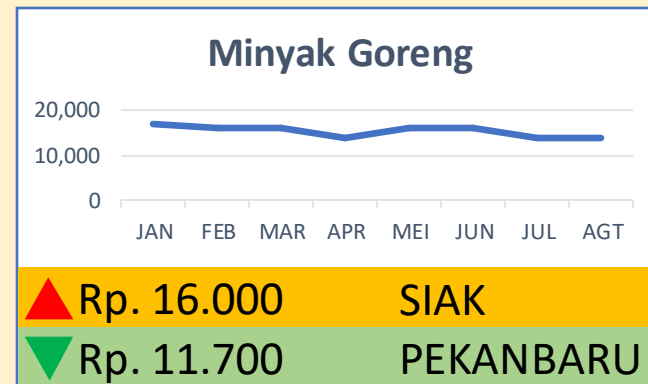 Minyak Goreng
20,000
10,000
0
JAN FEB MAR APR MEI JUN JUL AGT
Rp. 16.000 SIAK
Rp. 11.700 PEKANBARU